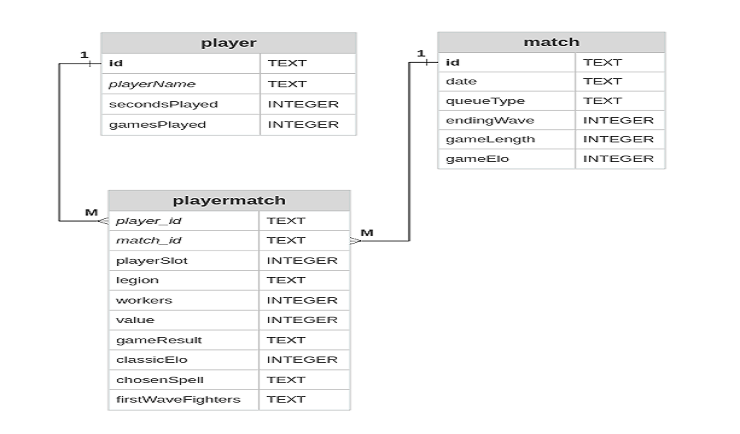 player
1
id TEXT
playerName TEXT
secondsPlayed INTEGER
gamesPlayed INTEGER
match
1
id TEXT
date TEXT
queueType TEXT
endingWave INTEGER
gameLength INTEGER
gameElo INTEGER
playermatch
M
player_id TEXT
match_id TEXT
M
playerSlot INTEGER
legion TEXT
workers INTEGER
value INTEGER
gameResult TEXT
classicElo INTEGER
chosenSpell TEXT
firstWaveFighters TEXT